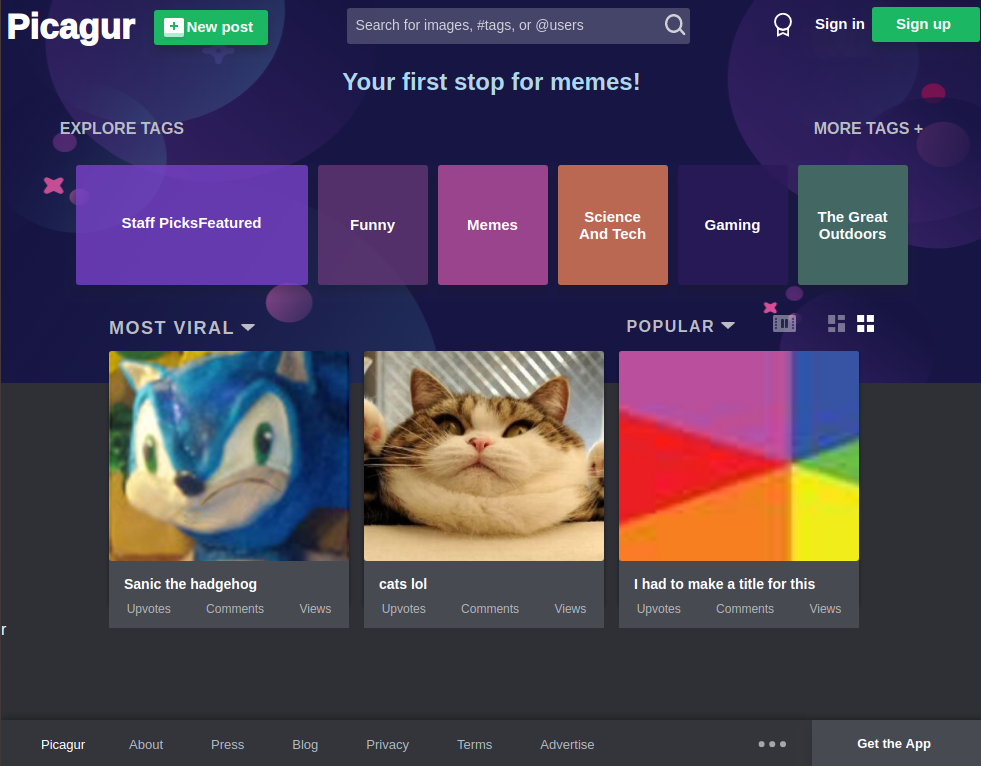 Picagur
New post
Search for images, #tags, or @users
Sign in
Sign up
Your first stop for memes!
EXPLORE TAGS
MORE TAGS +
Staff PicksFeatured
Funny
Memes
Science
And Tech
Gaming
The Great
Outdoors
MOST VIRAL
POPULAR
Sanic the hadgehog
Upvotes Comments Views
cats lol
Upvotes Comments Views
I had to make a title for this
Upvotes Comments Views
r
Picagur About Press Blog Privacy Terms Advertise
Get the App